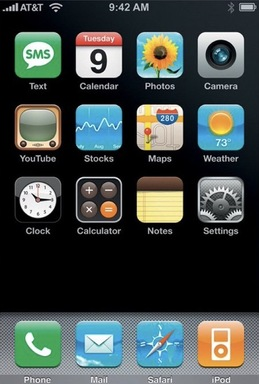 AT&T 9:42 AM
SMS
Tuesday
9
280
Text Calendar Photos Camera
73°
YouTube Stocks Maps Weather
Clock Calculator Notes Settings
Phone Mail Safari iPod